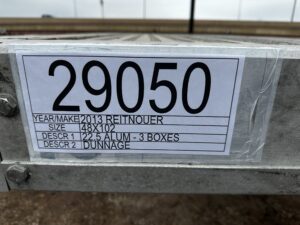 29050
YEAR/MAKE 2013 REITNOUER
SIZE 48X102
DESCR 1 22.5 ALUM - 3 BOXES
DESCR 2 DUNNAGE